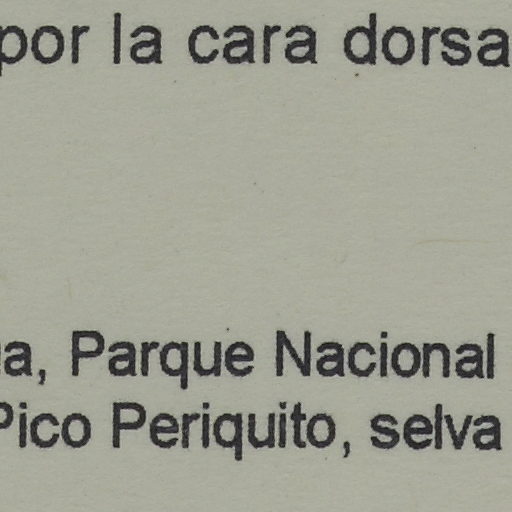 por la cara dorsa
a, Parque Nacional
Pico Periquito, selva